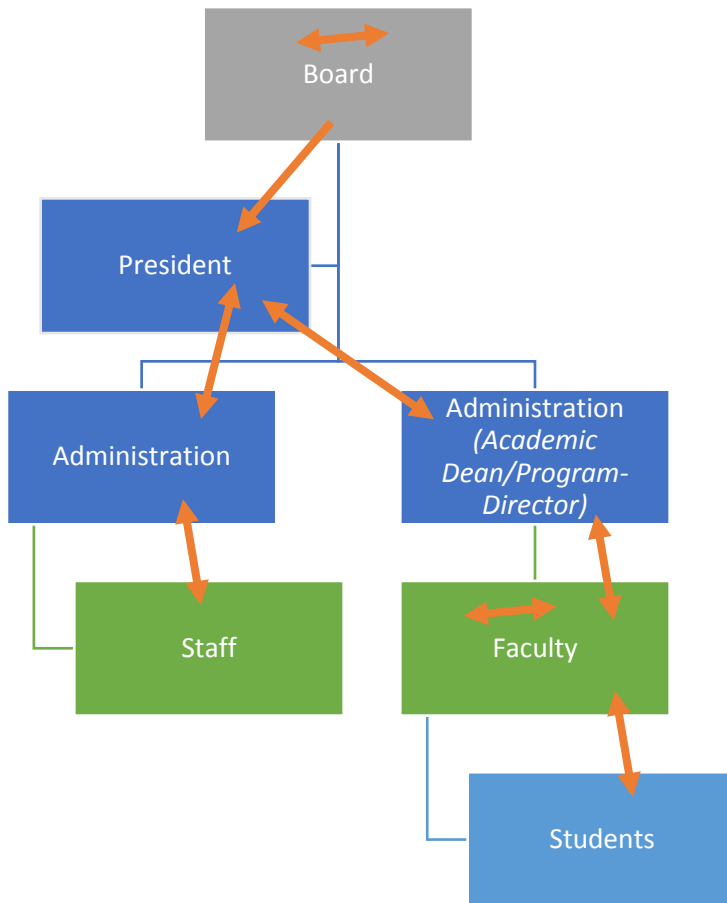 Board
President
Administration
Administration
(Academic
Dean/Program-
Director)
Staff
Faculty
Students